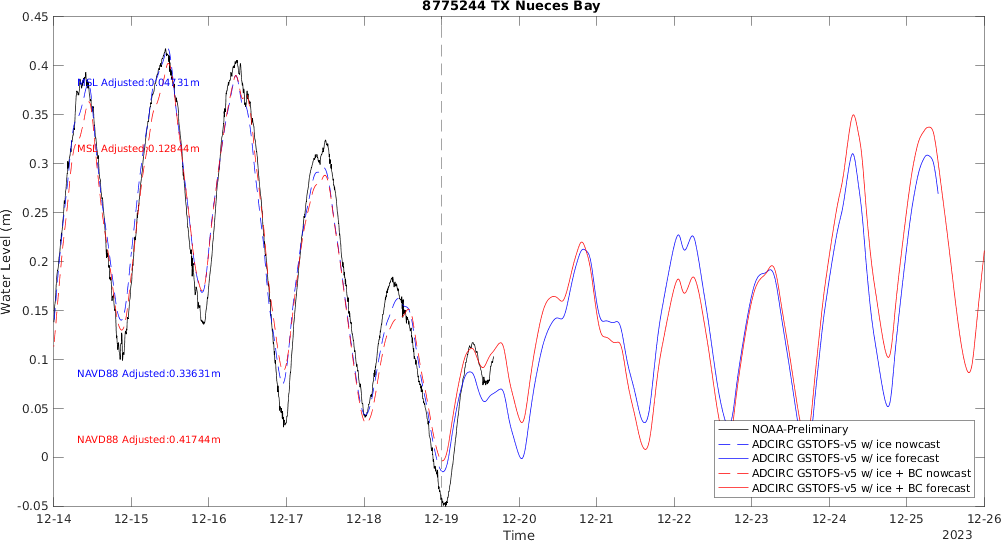 8775244 TX Nueces Bay
0.45
0.4
0.35
0.3
0.25
0.2
0.15
0.1
0.05
0
-0.05
Water Level (m)
MSL Adjusted:0.04731m
MSL Adjusted:0.12844m
NAVD88 Adjusted:0.33631m
NAVD88 Adjusted:0.41744m
NOAA-Preliminary
ADCIRC GSTOFS-v5 w/ ice nowcast
ADCIRC GSTOFS-v5 w/ ice forecast
ADCIRC GSTOFS-v5 w/ ice + BC nowcast
ADCIRC GSTOFS-v5 w/ ice + BC forecast
12-14 12-15 12-16 12-17 12-18 12-19 12-20 12-21 12-22 12-23 12-24 12-25 12-26
Time
2023